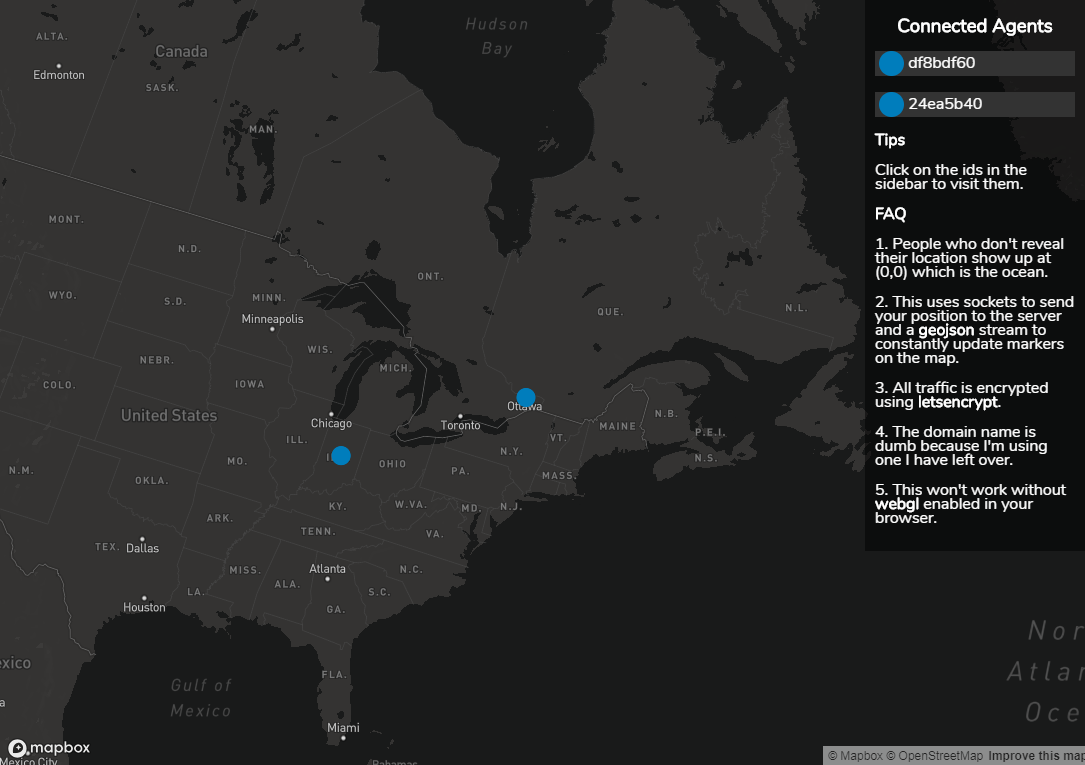 Hudson
Bay
ALTA.
Canada
Edmonton
SASK.
MAN.
MONT.
N.D.
ONT.
WYO.
S.D.
MINN.
Minneapolis
QUE.
N.L.
WIS.
NEBR.
MICH.
COLO.
IOWA
Ottawa
United States
Chicago
Toronto
MAINE
N.B.
P.E.I.
ILL.
VT.
N.S.
MO.
OHIO
N.Y.
PA.
MASS.
N.M.
OKLA.
KY.
W.VA.
MD.
N.J.
ARK.
TENN.
VA.
TEX.
Dallas
MISS.
ALA.
Atlanta
N.C.
LA.
S.C.
Houston
GA.
exico
FLA.
Gulf of
Mexico
a
Miami
Nor
Atlan
Oce
mapbox
Mexico City
Bahamas
Connected Agents
df8bdf60
24ea5b40
Tips
Click on the ids in the
sidebar to visit them.
FAQ
1. People who don't reveal
their location show up at
(0,0) which is the ocean.
2. This uses sockets to send
your position to the server
and a geojson stream to
constantly update markers
on the map.
3. All traffic is encrypted
using letsencrypt.
4. The domain name is
dumb because I'm using
one I have left over.
5. This won't work without
webgl enabled in your
browser.
© Mapbox © OpenStreetMap Improve this map